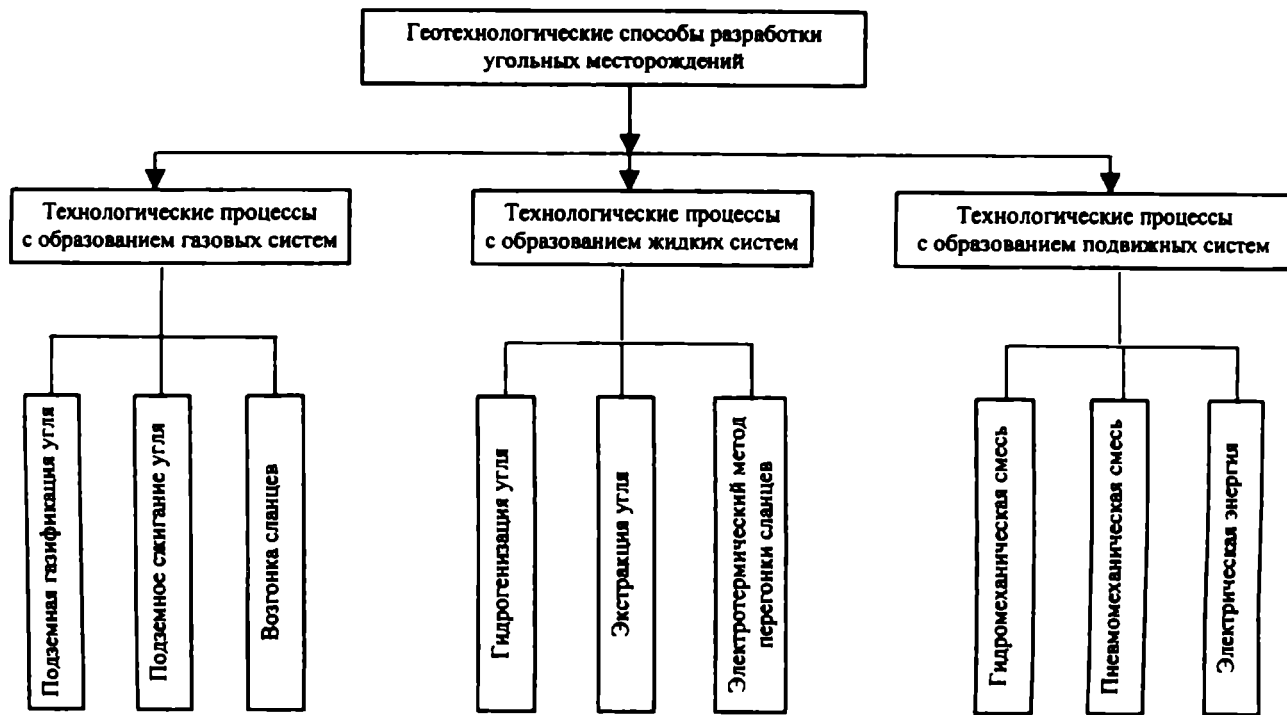 Геотехнологические способы разработки
угольных месторождений
Технологические процессы
с образованием газовых систем
Технологические процессы
с образованием жидких систем
Технологические процессы
с образованием подвижных систем
Подземная газификация угля
Подземное сжигание угля
Возгонка сланцев
Гидрогенизация угля
Экстракция угля
Электротермический метод
перегонки сланцев
Гидромеханическая смесь
Пневмомеханическая смесь
Электрическая энергия